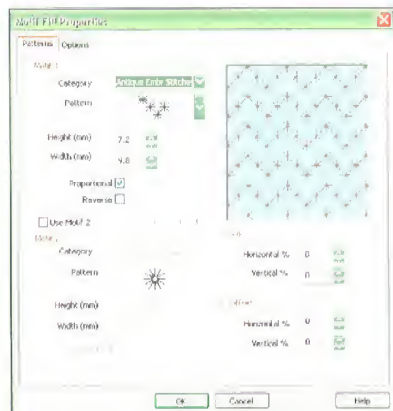 Motif Fill Properties
Patterns Options
Motif 1
Category Antique Embr Stitches
Pattern
Height (mm) 7.2
Width (mm) 9.8
Proportional
Reverse
Use Motif 2
Motif 2
Category
Pattern
Horizontal % 0
Vertical % 0
Height (mm)
Width (mm)
Offset
Horizontal % 0
Vertical % 0
OK Cancel Help